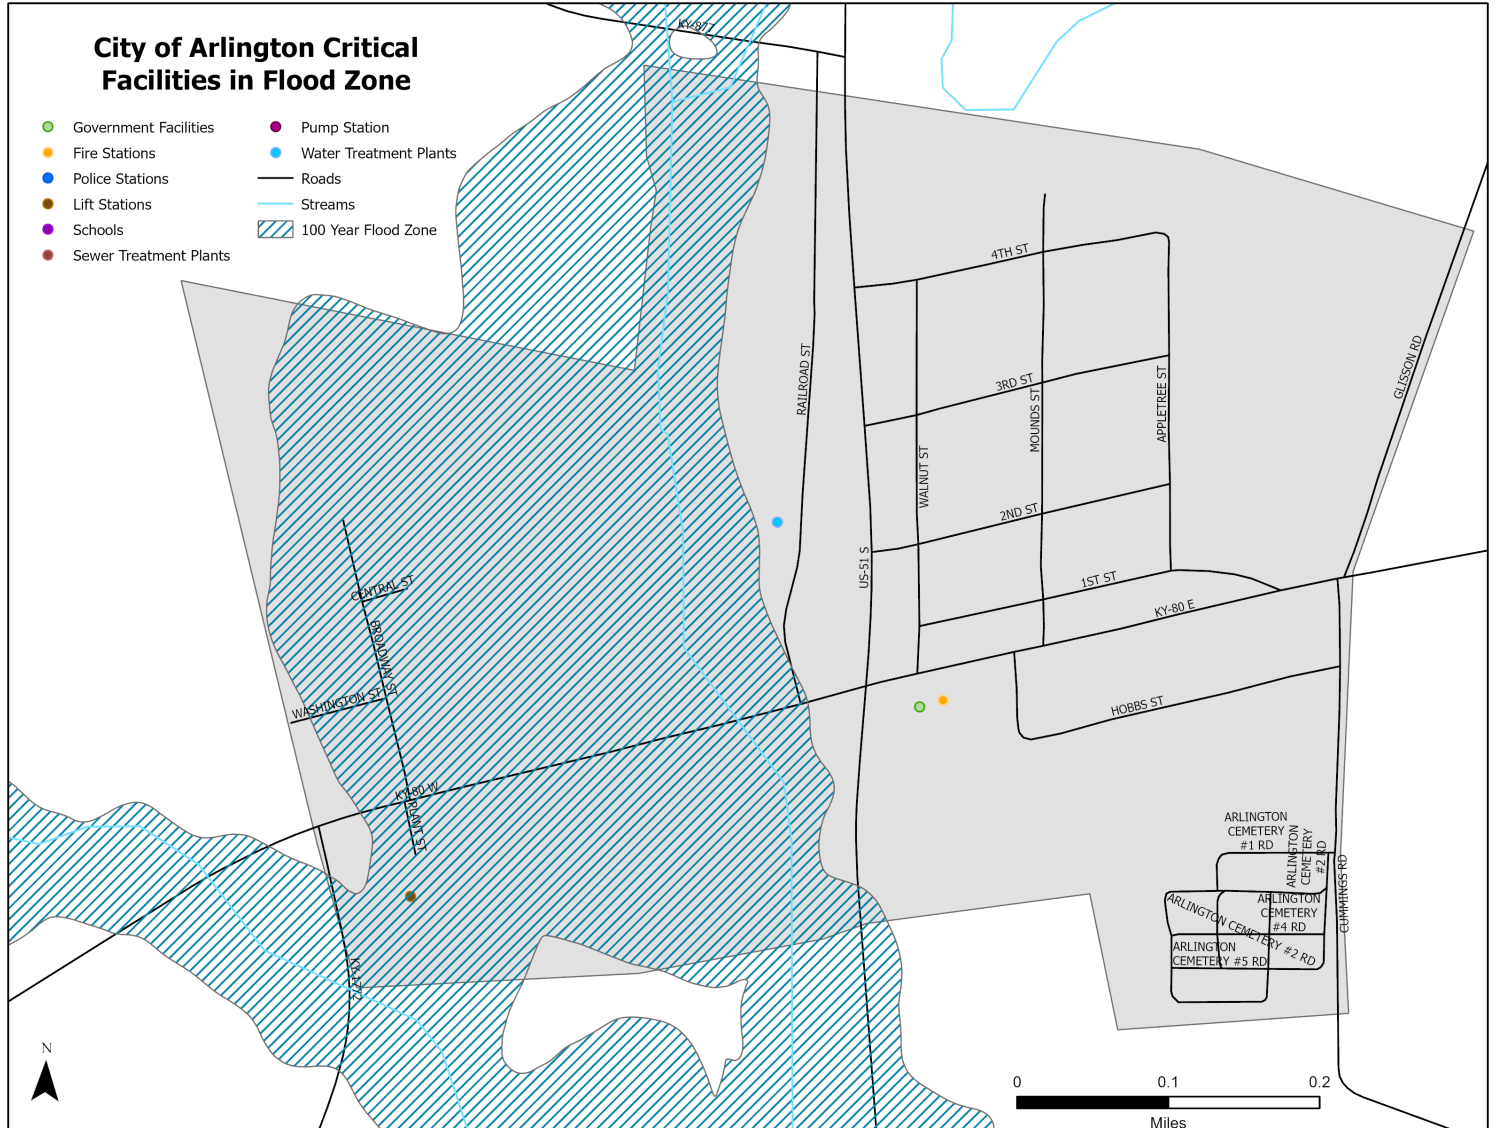 City of Arlington Critical
Facilities in Flood Zone
Government Facilities
Fire Stations
Police Stations
Lift Stations
Schools
Sewer Treatment Plants
Pump Station
Water Treatment Plants
Roads
Streams
100 Year Flood Zone
KY-877
4TH ST
RAILROAD ST
3RD ST
MOUNDS ST
APPLETREE ST
GLISSON RD
WALNUT ST
2ND ST
US-51 S
1ST ST
KY-80 E
CENTRAL ST
BROADWAY ST
WASHINGTON ST
HOBBS ST
KY-80 W
PLANT ST
ARLINGTON
CEMETERY
#1 RD
ARLINGTON
CEMETERY
#2 RD
CUMMINGS RD
ARLINGTON
CEMETERY
#4 RD
ARLINGTON CEMETERY #2 RD
ARLINGTON
CEMETERY #5 RD
KY-1772
N
0
0.1
0.2
Miles